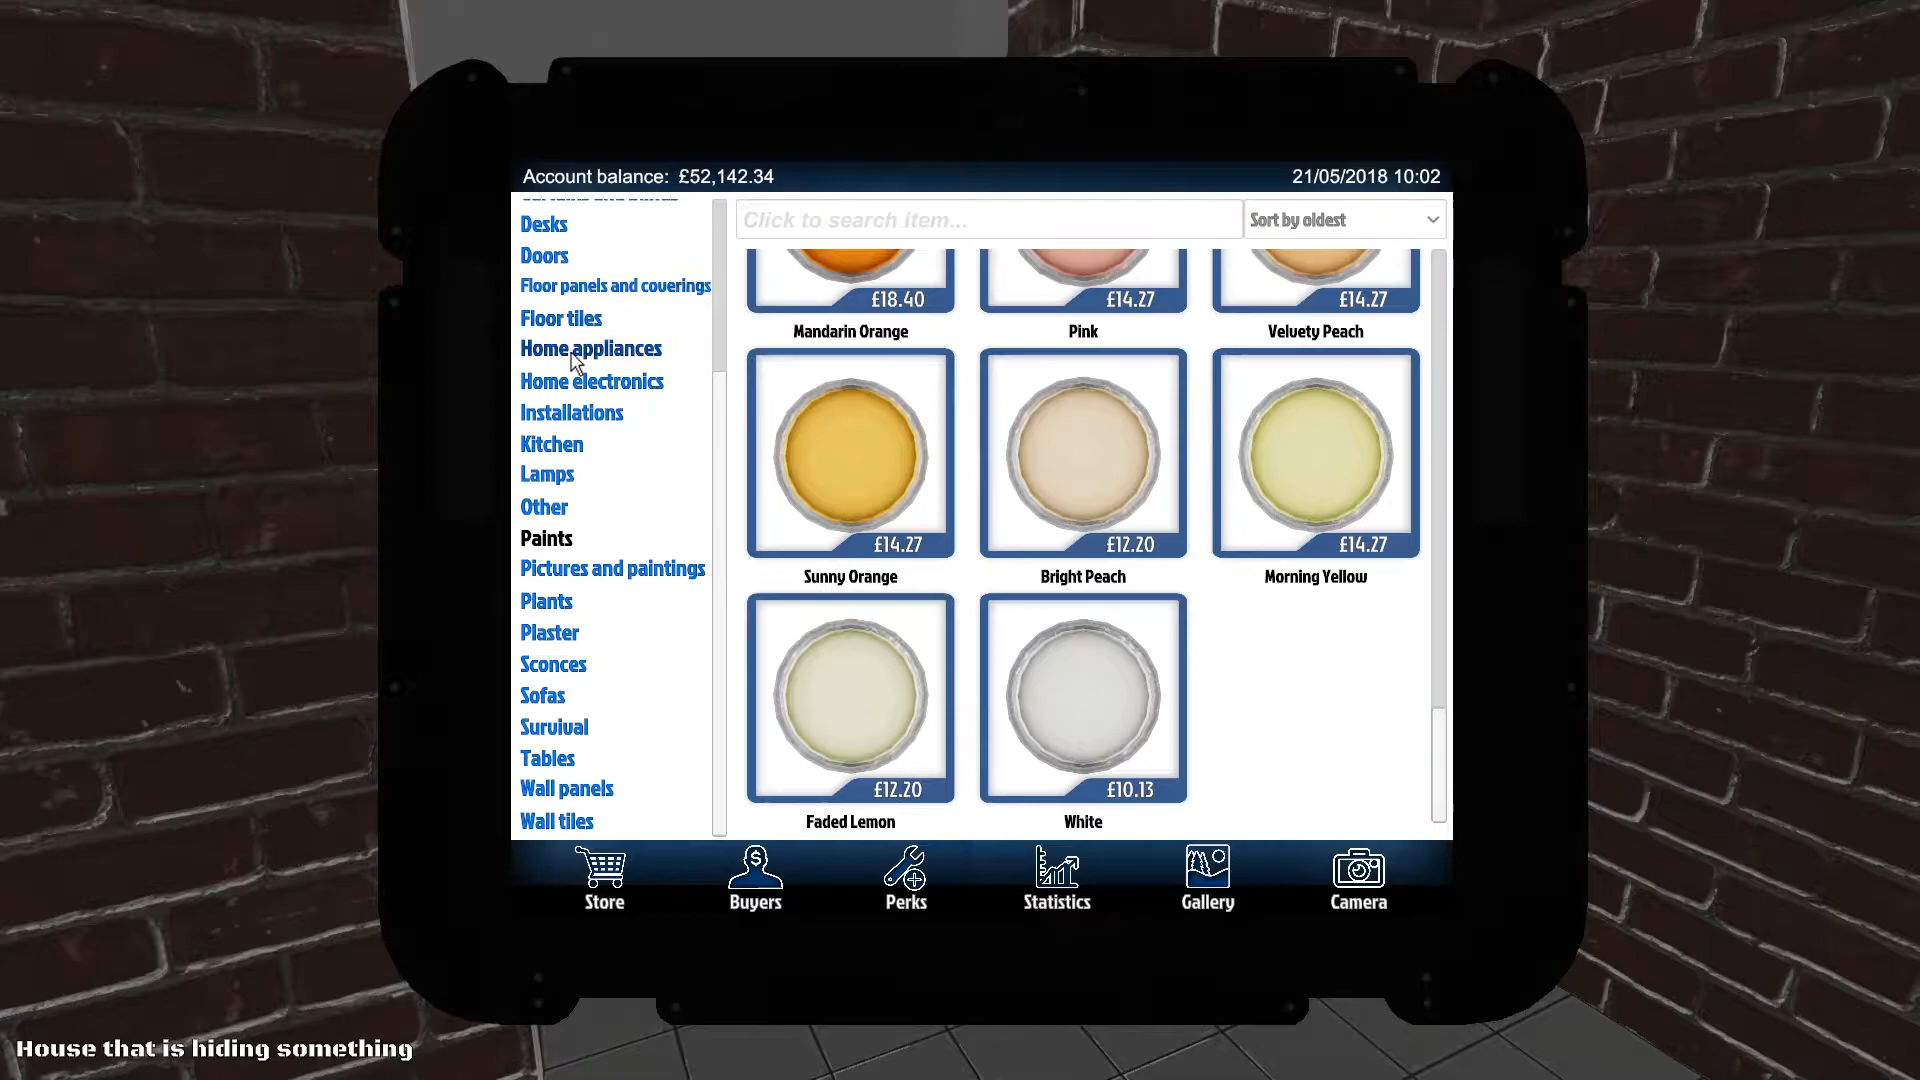 Account balance: £52,142.34
21/05/2018 10:02
Desks
Doors
Floor panels and coverings
Floor tiles
Home appliances
Home electronics
Installations
Kitchen
Lamps
Other
Paints
Pictures and paintings
Plants
Plaster
Sconces
Sofas
Survival
Tables
Wall panels
Wall tiles
Click to search item...
Sort by oldest
£18.40
£14.27
£14.27
Mandarin Orange
Pink
Velvety Peach
£14.27
£12.20
£14.27
Sunny Orange
Bright Peach
Morning Yellow
£12.20
£10.13
Faded Lemon
White
Store
Buyers
Perks
Statistics
Gallery
Camera
House that is hiding something